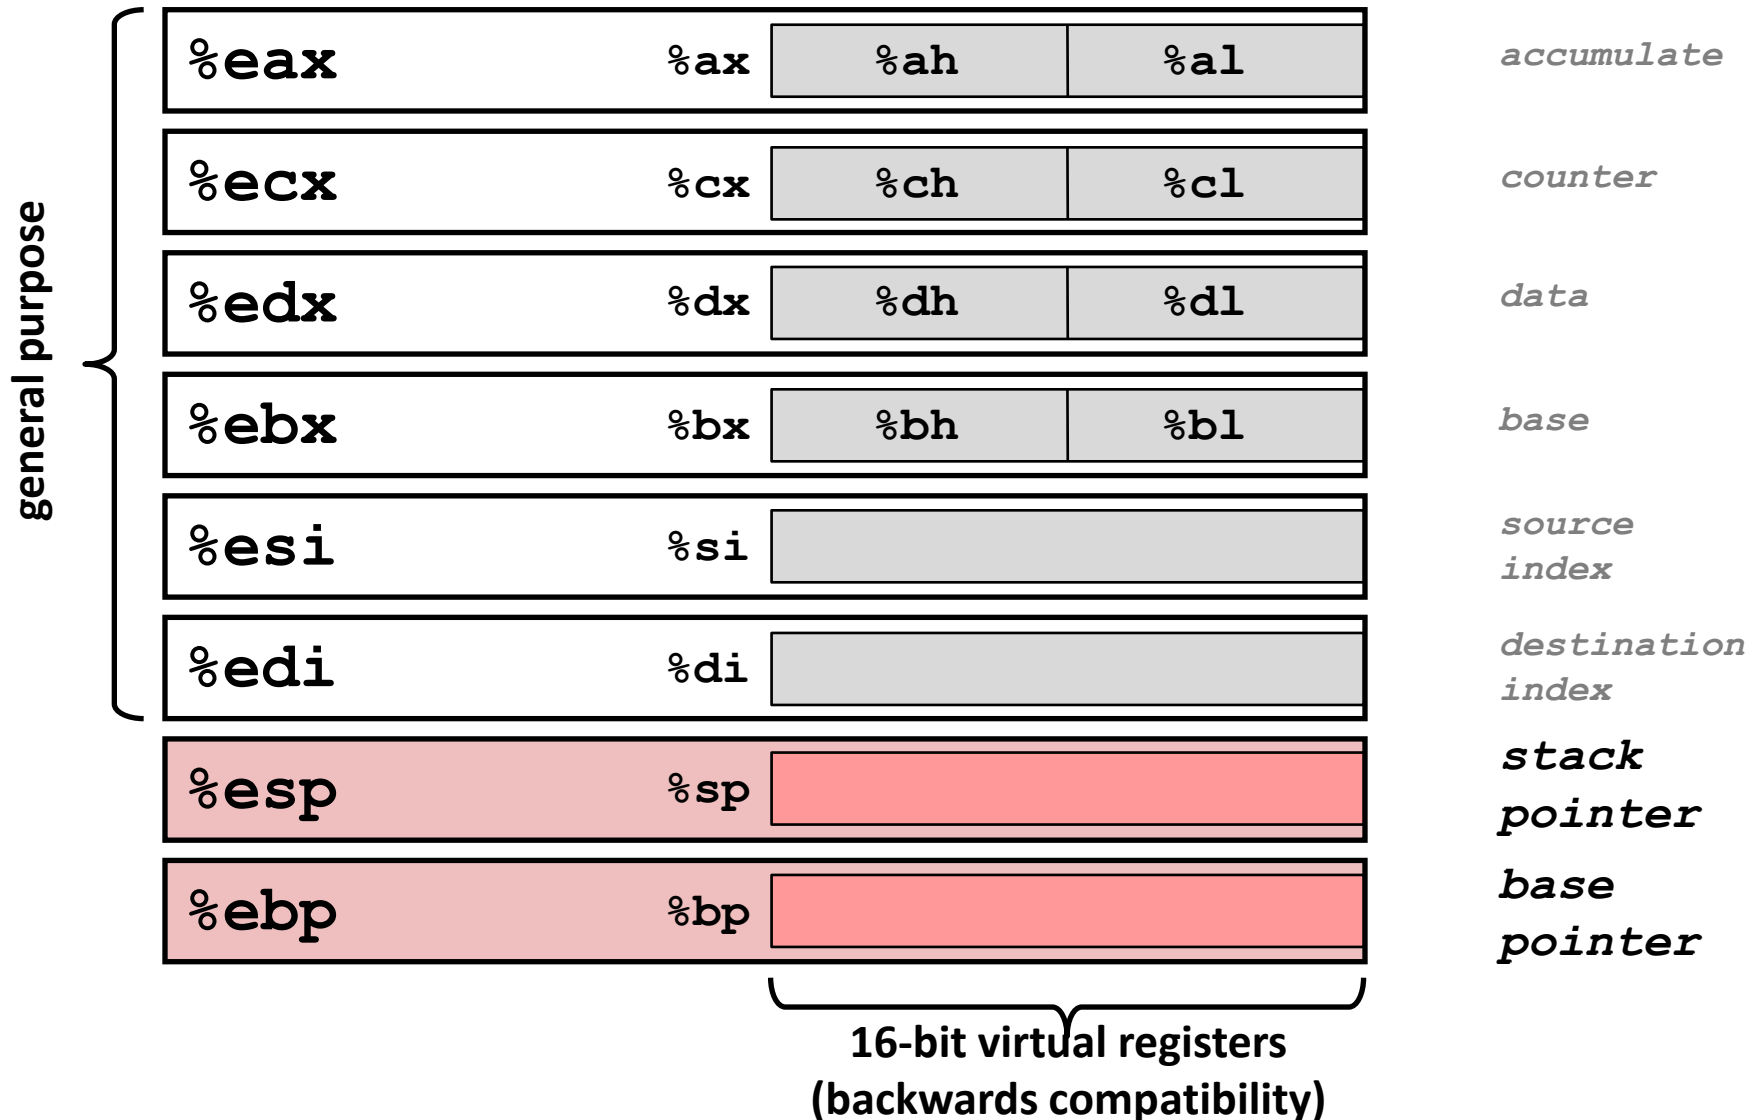 general purpose
%eax %ax %ah %al accumulate
%ecx %cx %ch %cl counter
%edx %dx %dh %dl data
%ebx %bx %bh %bl base
%esi %si source
index
%edi %di destination
index
%esp %sp stack
pointer
%ebp %bp base
pointer
16-bit virtual registers
(backwards compatibility)